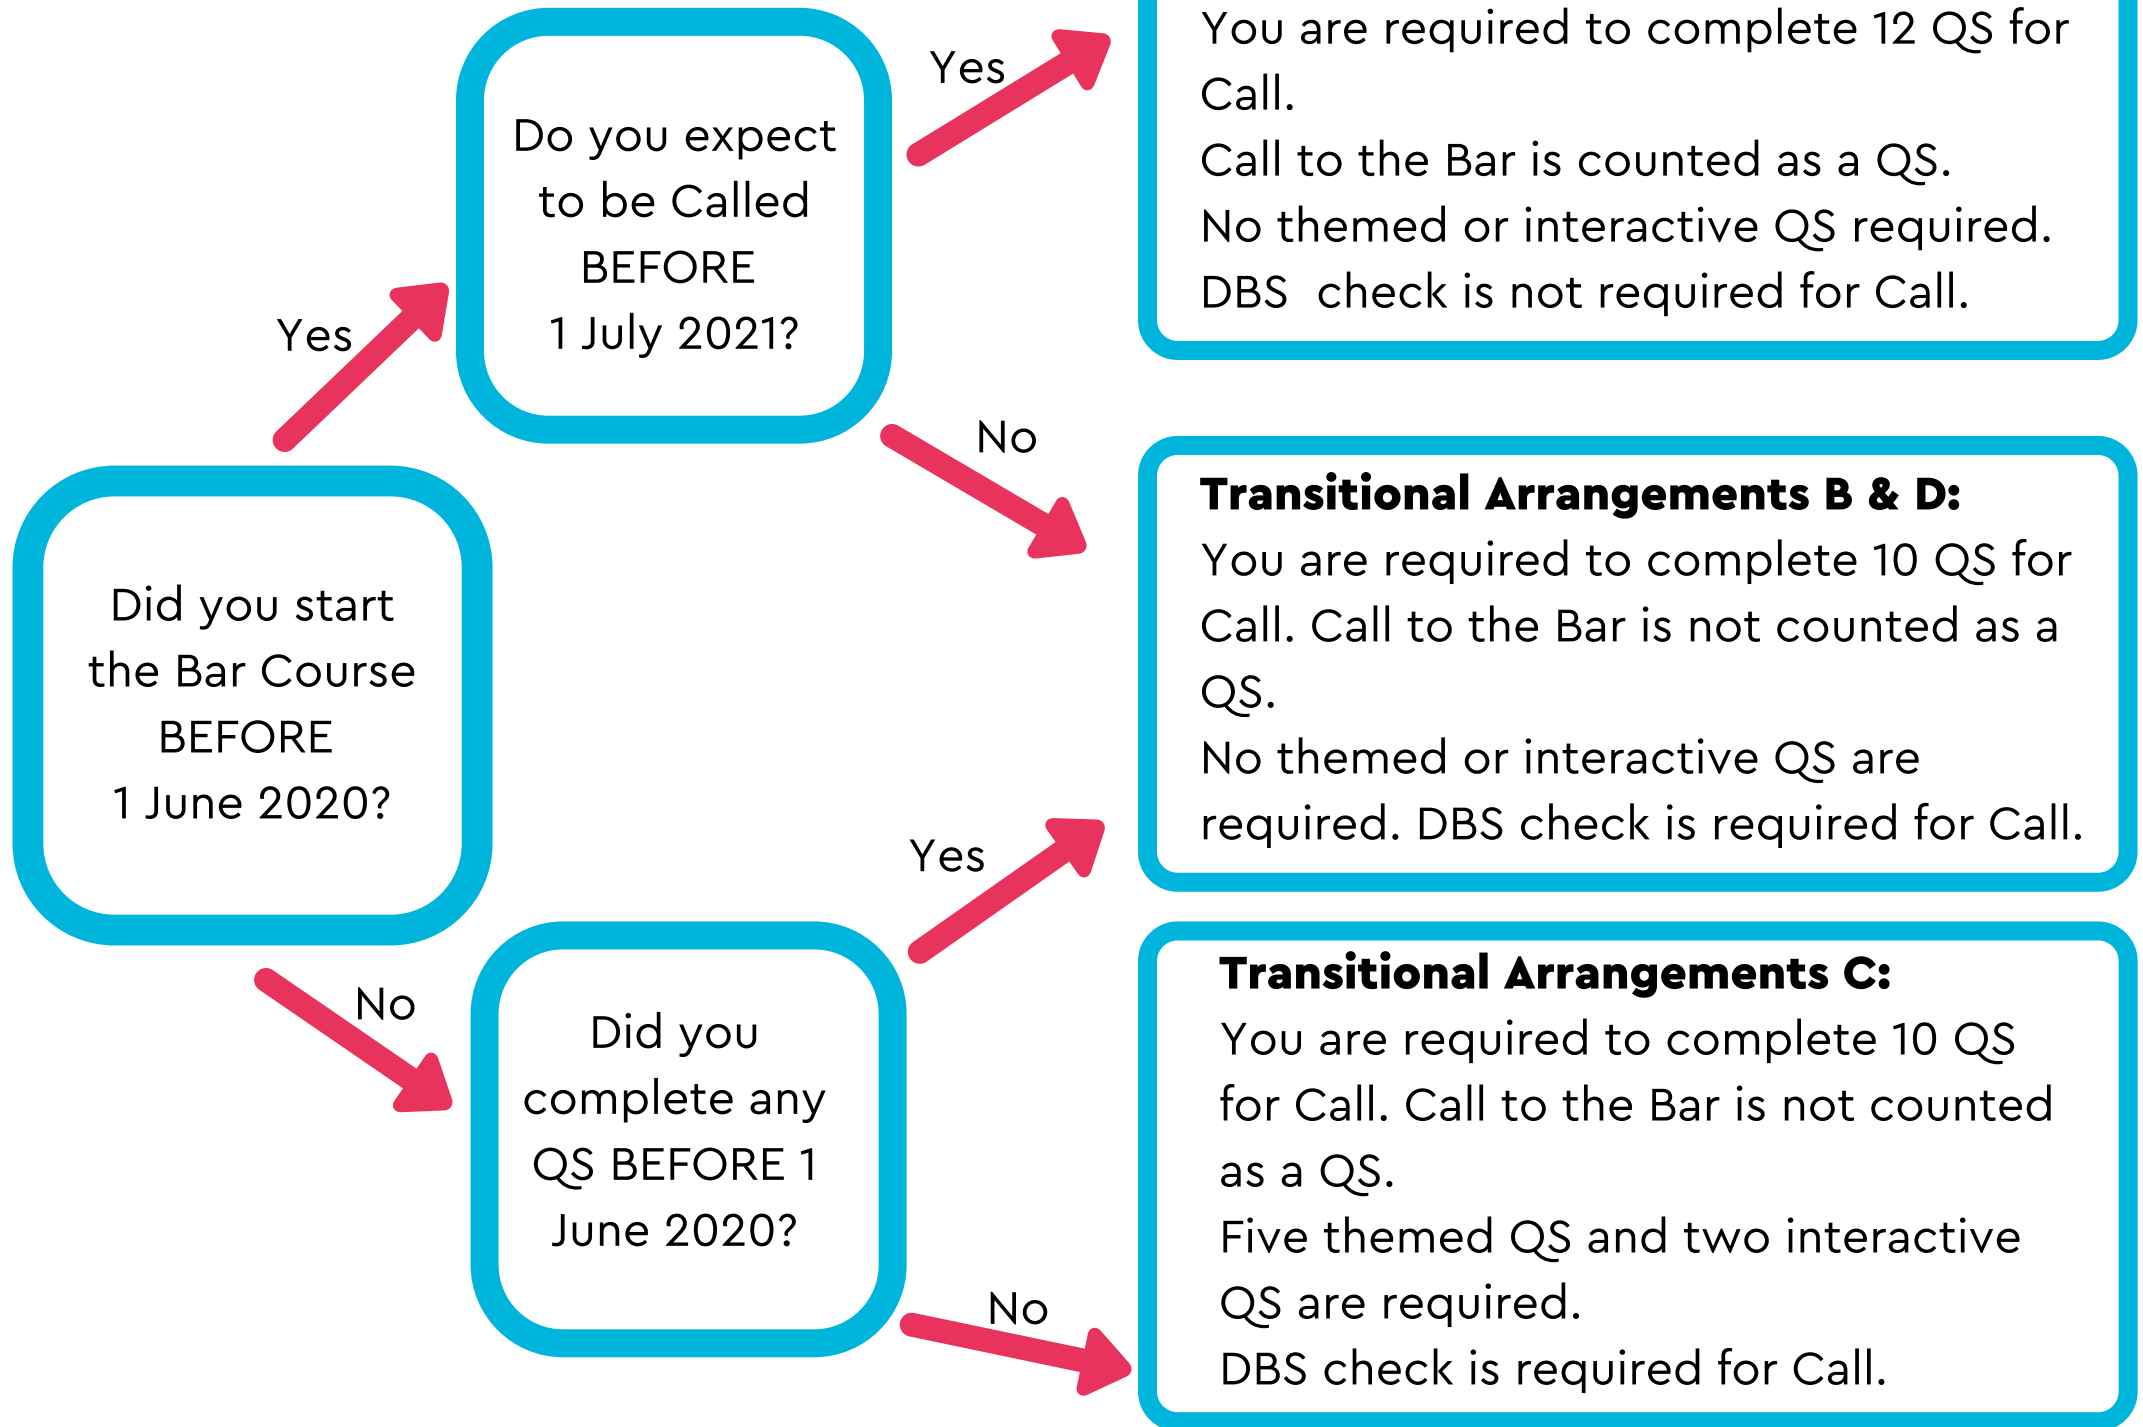 You are required to complete 12 QS for
Call.
Call to the Bar is counted as a QS.
No themed or interactive QS required.
DBS  check is not required for Call.
Yes
Do you expect
to be Called
BEFORE
1 July 2021?
Yes
No
Transitional Arrangements B & D:
You are required to complete 10 QS for
Call. Call to the Bar is not counted as a
QS.
No themed or interactive QS are
required. DBS check is required for Call.
Did you start
the Bar Course
BEFORE
1 June 2020?
Yes
No
Did you
complete any
QS BEFORE 1
June 2020?
Transitional Arrangements C:
You are required to complete 10 QS
for Call. Call to the Bar is not counted
as a QS.
Five themed QS and two interactive
QS are required.
DBS check is required for Call.
No